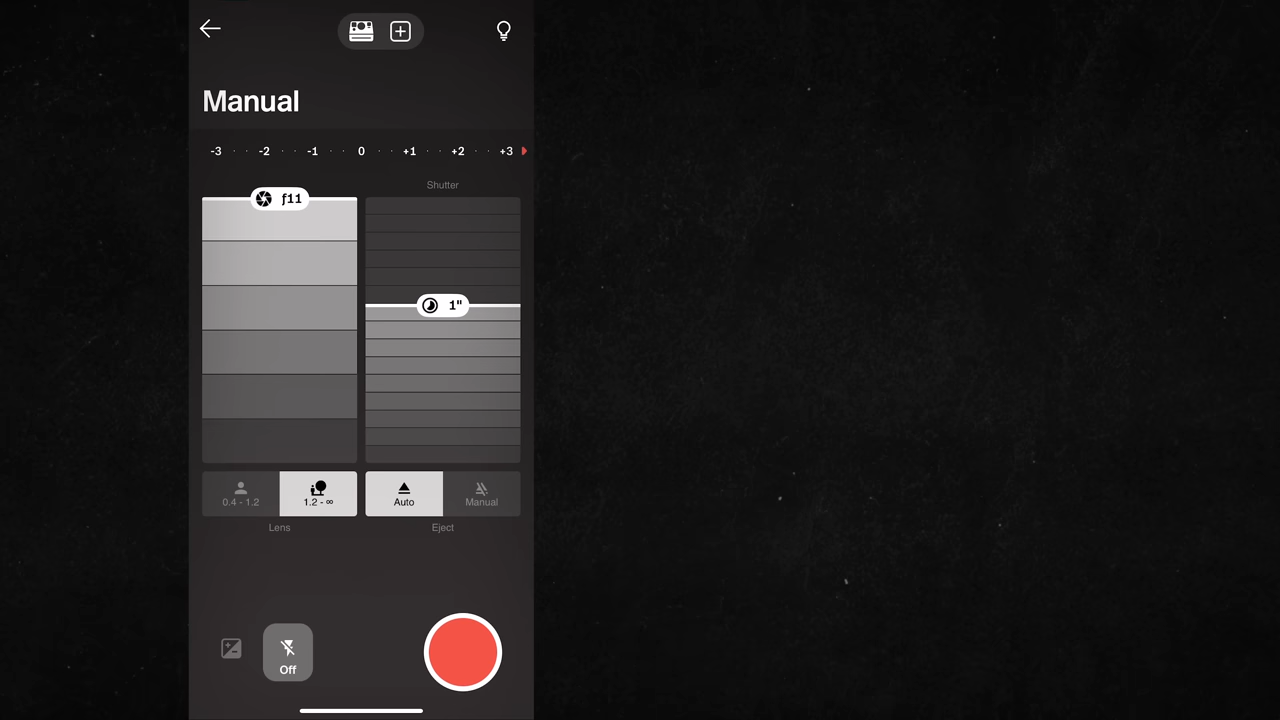 Manual
-3 · · -2 · · -1 · · 0 · · +1 · · +2 · · +3
Shutter
ƒ11
1"
0.4 - 1.2
1.2 - ∞
Auto
Manual
Lens
Eject
Off